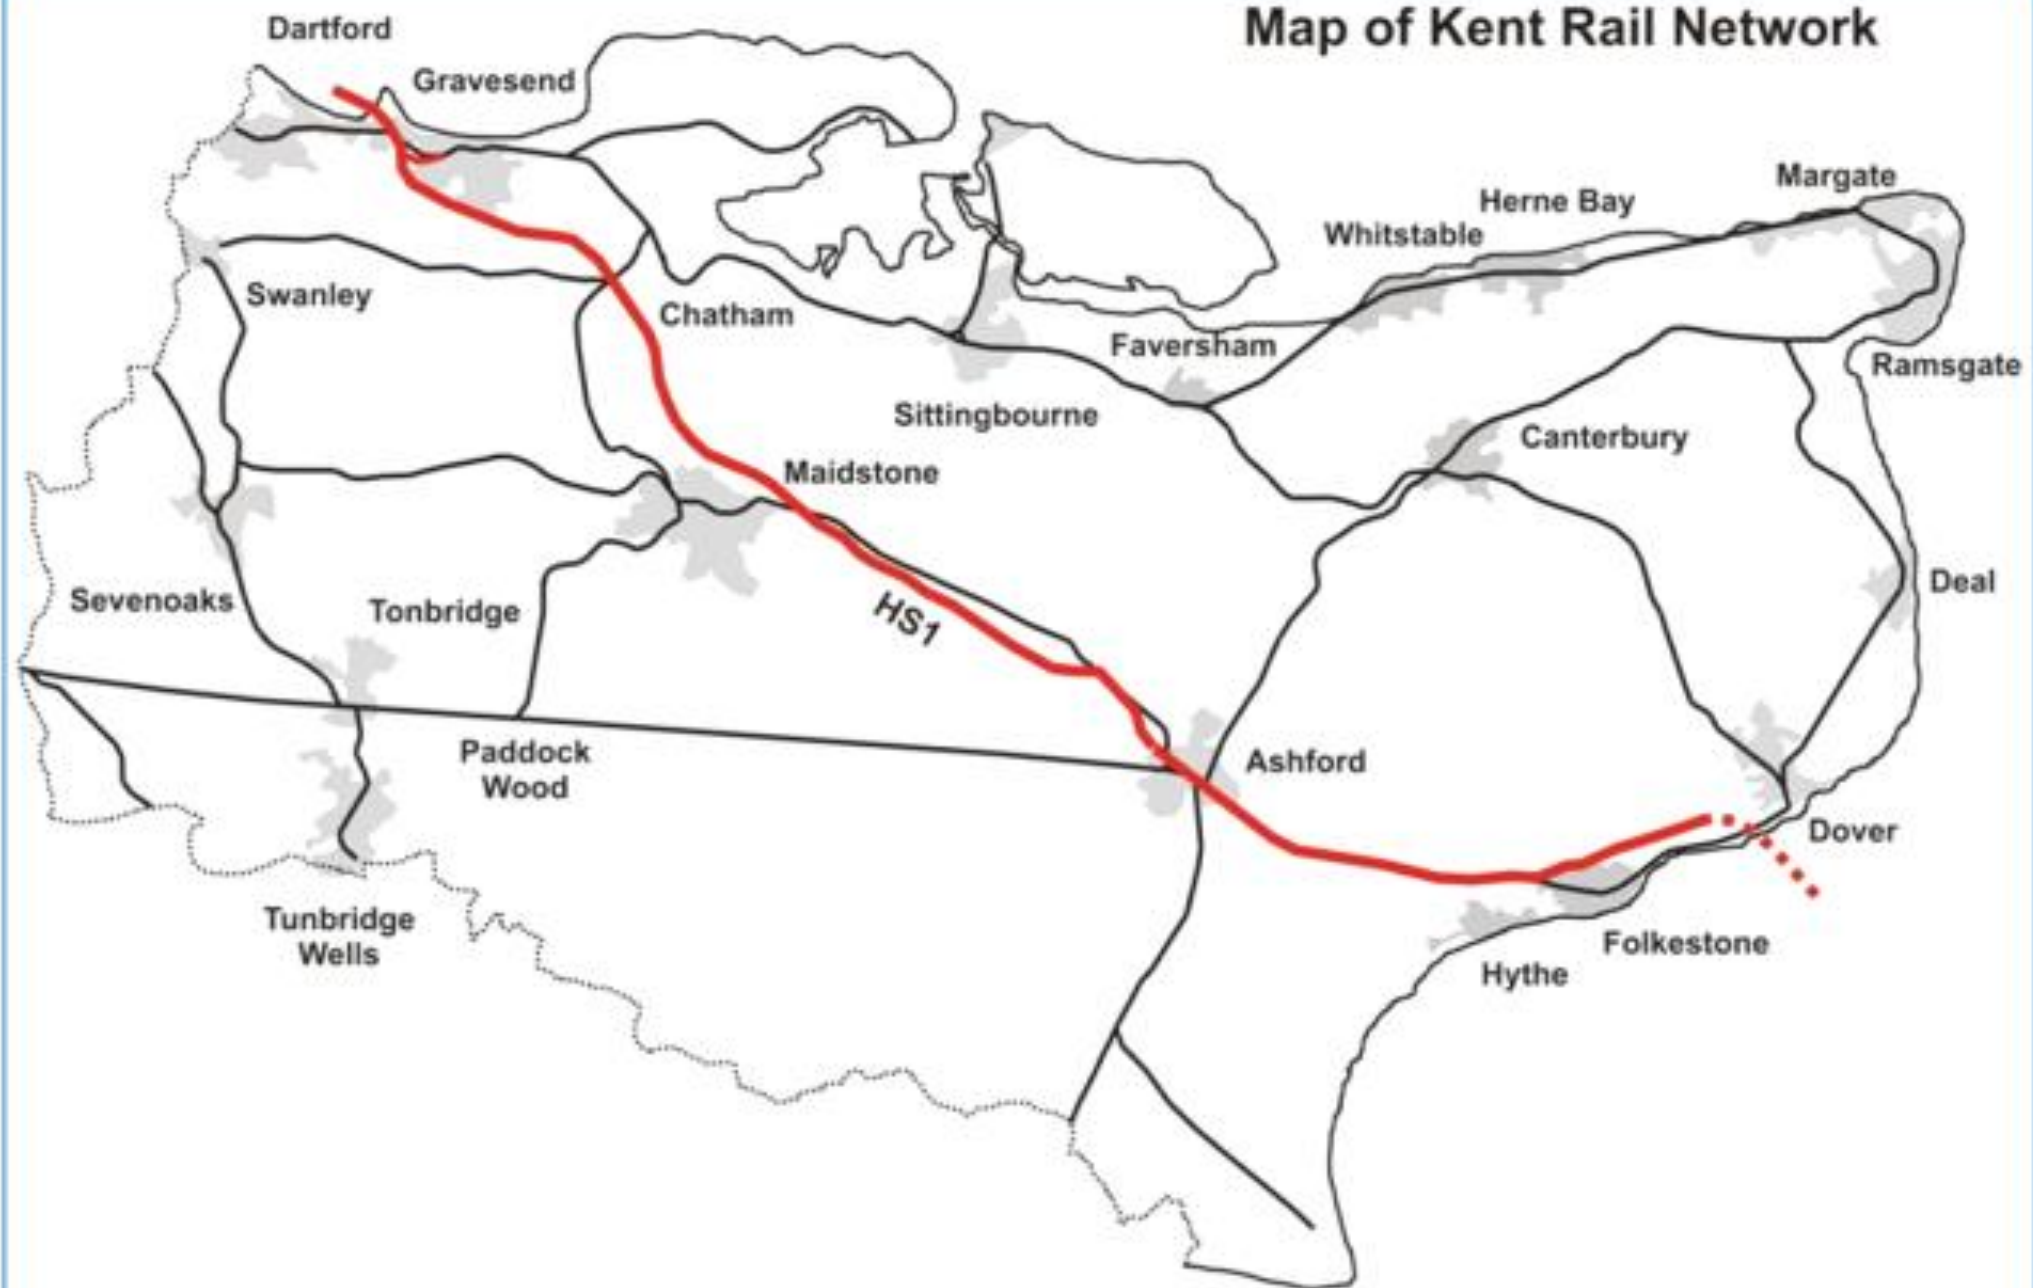 Map of Kent Rail Network
Dartford
Gravesend
Margate
Herne Bay
Whitstable
Swanley
Chatham
Faversham
Ramsgate
Sittingbourne
Canterbury
Maidstone
Deal
Sevenoaks
Tonbridge
HS1
Paddock
Wood
Ashford
Dover
Tunbridge
Wells
Folkestone
Hythe